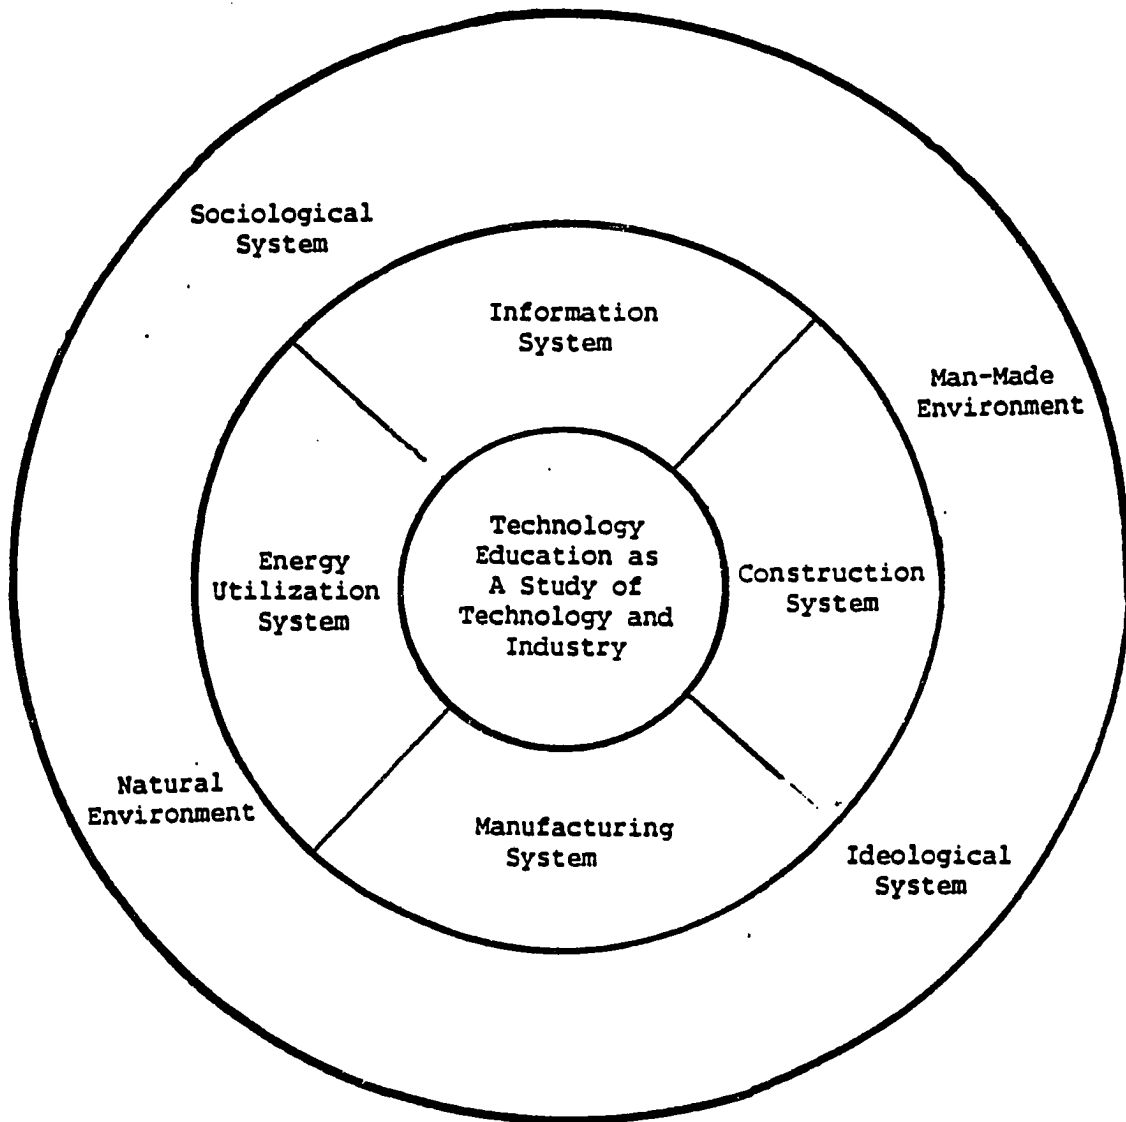 Sociological
System
Information
System
Man-Made
Environment
Technology
Education as
A Study of
Technology and
Industry
Energy
Utilization
System
Construction
System
Natural
Environment
Manufacturing
System
Ideological
System